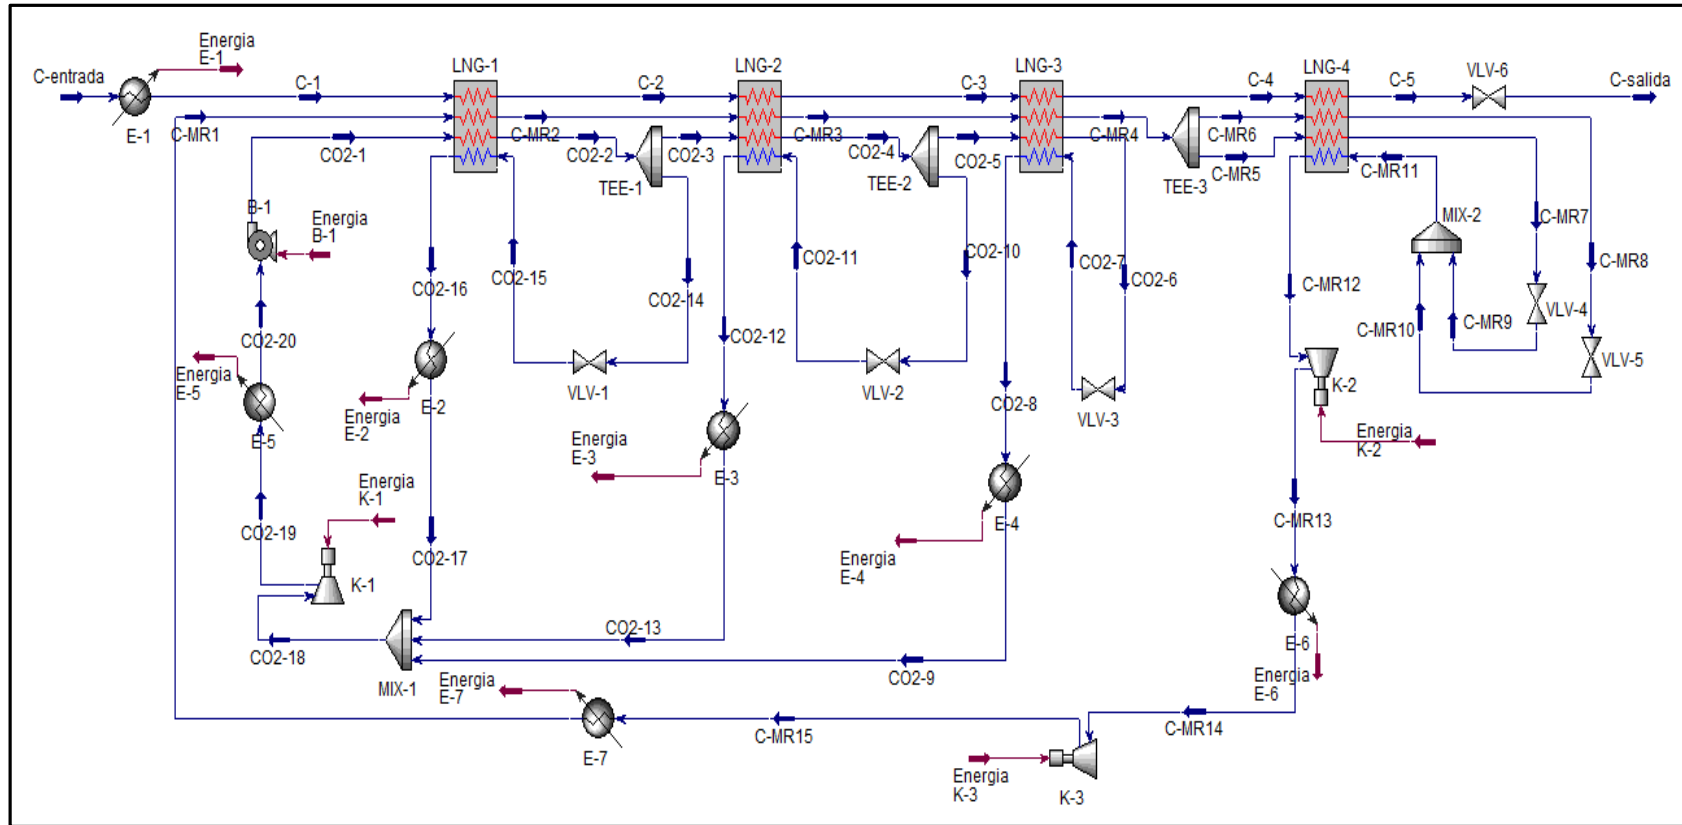 C-entrada
Energia
E-1
E-1
C-1
LNG-1
C-2
LNG-2
C-3
LNG-3
C-4
LNG-4
C-5
VLV-6
C-salida
C-MR1
CO2-1
C-MR2
CO2-2
CO2-3
TEE-1
C-MR3
CO2-4
CO2-5
TEE-2
C-MR4
C-MR6
C-MR5
TEE-3
C-MR11
B-1
Energia
B-1
CO2-16
CO2-15
CO2-14
CO2-11
CO2-10
CO2-7
CO2-6
MIX-2
C-MR7
C-MR8
C-MR12
C-MR10
C-MR9
VLV-4
VLV-5
CO2-20
CO2-12
Energia
E-5
E-5
Energia
E-2
E-2
VLV-1
VLV-2
CO2-8
VLV-3
K-2
Energia
K-2
Energia
E-3
E-3
Energia
K-1
CO2-19
CO2-17
K-1
E-4
Energia
E-4
C-MR13
CO2-18
MIX-1
CO2-13
CO2-9
E-6
Energia
E-6
Energia
E-7
E-7
C-MR15
C-MR14
Energia
K-3
K-3